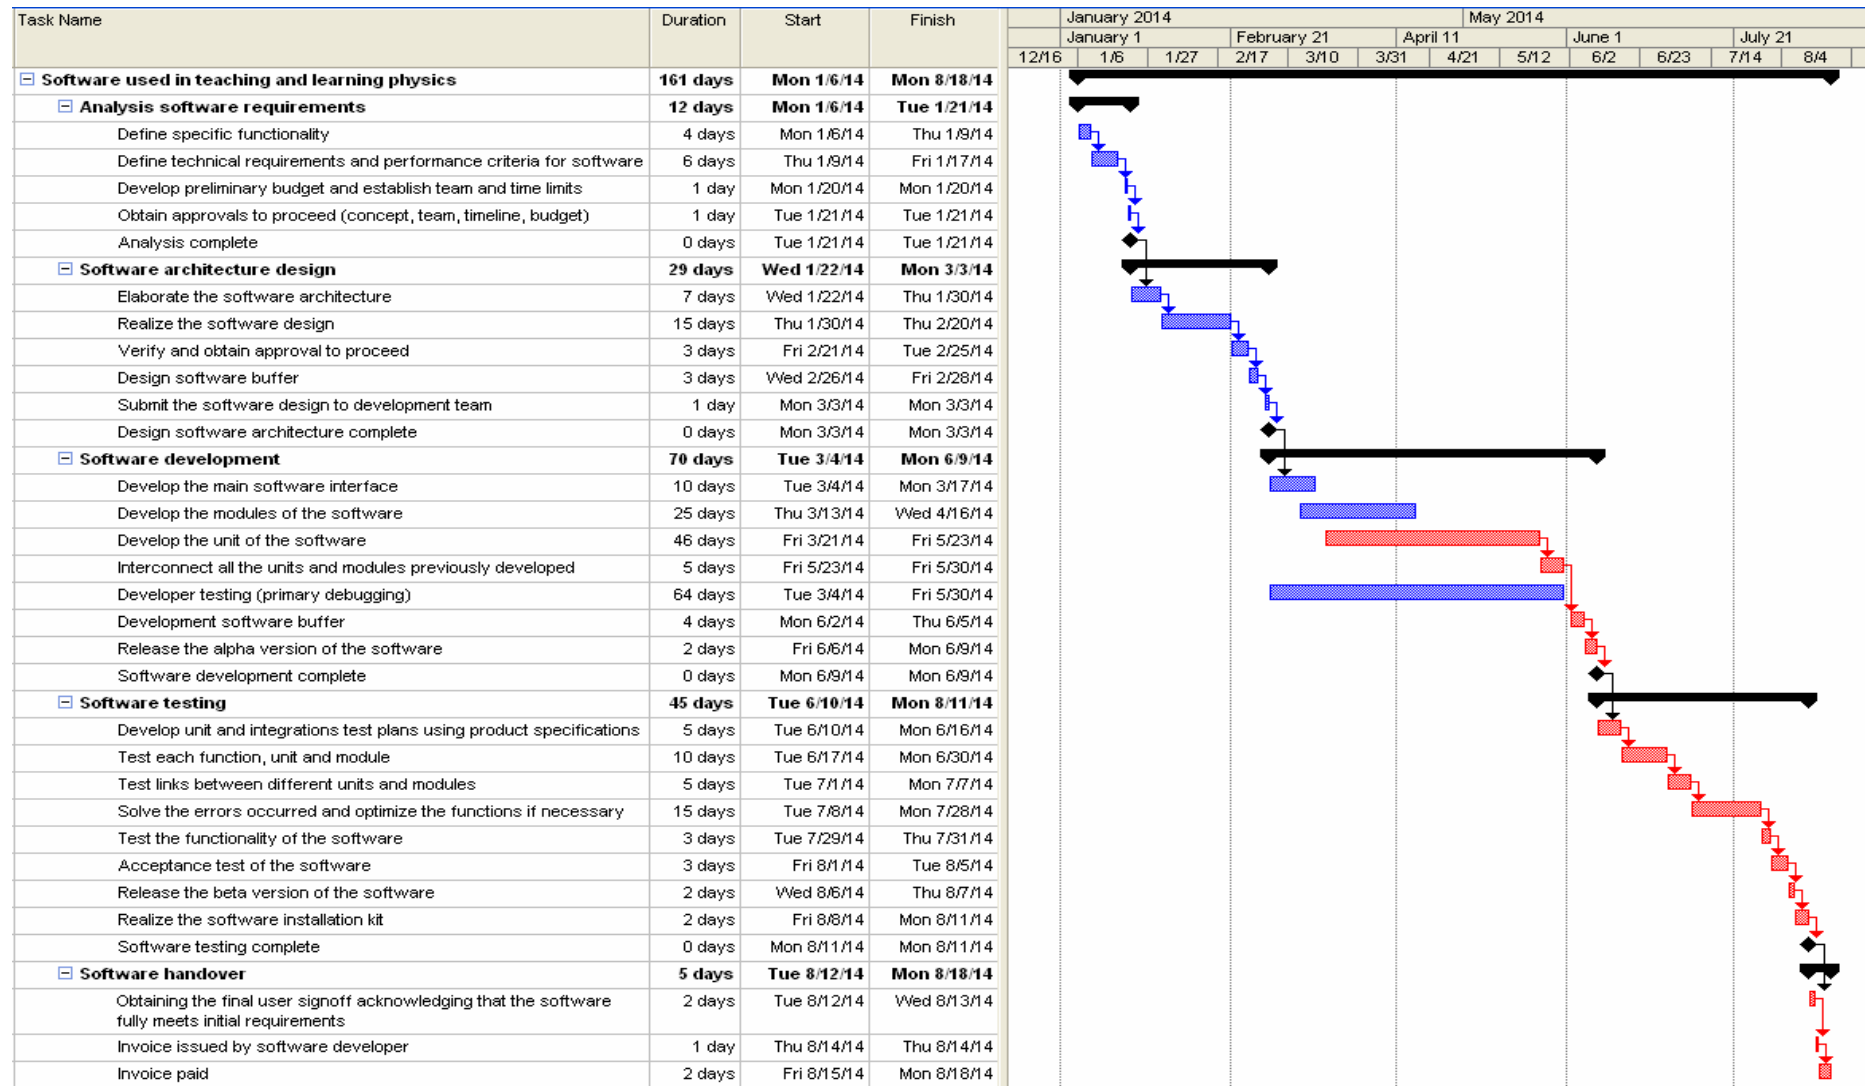 Task Name Duration Start Finish January 2014 May 2014
January 1 February 21 April 11 June 1 July 21
12/16 1/6 1/27 2/17 3/10 3/31 4/21 5/12 6/2 6/23 7/14 8/4
Software used in teaching and learning physics 161 days Mon 1/6/14 Mon 8/18/14
Analysis software requirements 12 days Mon 1/6/14 Tue 1/21/14
Define specific functionality 4 days Mon 1/6/14 Thu 1/9/14
Define technical requirements and performance criteria for software 6 days Thu 1/9/14 Fri 1/17/14
Develop preliminary budget and establish team and time limits 1 day Mon 1/20/14 Mon 1/20/14
Obtain approvals to proceed (concept, team, timeline, budget) 1 day Tue 1/21/14 Tue 1/21/14
Analysis complete 0 days Tue 1/21/14 Tue 1/21/14
Software architecture design 29 days Wed 1/22/14 Mon 3/3/14
Elaborate the software architecture 7 days Wed 1/22/14 Thu 1/30/14
Realize the software design 15 days Thu 1/30/14 Thu 2/20/14
Verify and obtain approval to proceed 3 days Fri 2/21/14 Tue 2/25/14
Design software buffer 3 days Wed 2/26/14 Fri 2/28/14
Submit the software design to development team 1 day Mon 3/3/14 Mon 3/3/14
Design software architecture complete 0 days Mon 3/3/14 Mon 3/3/14
Software development 70 days Tue 3/4/14 Mon 6/9/14
Develop the main software interface 10 days Tue 3/4/14 Mon 3/17/14
Develop the modules of the software 25 days Thu 3/13/14 Wed 4/16/14
Develop the unit of the software 46 days Fri 3/21/14 Fri 5/23/14
Interconnect all the units and modules previously developed 5 days Fri 5/23/14 Fri 5/30/14
Developer testing (primary debugging) 64 days Tue 3/4/14 Fri 5/30/14
Development software buffer 4 days Mon 6/2/14 Thu 6/5/14
Release the alpha version of the software 2 days Fri 6/6/14 Mon 6/9/14
Software development complete 0 days Mon 6/9/14 Mon 6/9/14
Software testing 45 days Tue 6/10/14 Mon 8/11/14
Develop unit and integrations test plans using product specifications 5 days Tue 6/10/14 Mon 6/16/14
Test each function, unit and module 10 days Tue 6/17/14 Mon 6/30/14
Test links between different units and modules 5 days Tue 7/1/14 Mon 7/7/14
Solve the errors occurred and optimize the functions if necessary 15 days Tue 7/8/14 Mon 7/28/14
Test the functionality of the software 3 days Tue 7/29/14 Thu 7/31/14
Acceptance test of the software 3 days Fri 8/1/14 Tue 8/5/14
Release the beta version of the software 2 days Wed 8/6/14 Thu 8/7/14
Realize the software installation kit 2 days Fri 8/8/14 Mon 8/11/14
Software testing complete 0 days Mon 8/11/14 Mon 8/11/14
Software handover 5 days Tue 8/12/14 Mon 8/18/14
Obtaining the final user signoff acknowledging that the software 2 days Tue 8/12/14 Wed 8/13/14
fully meets initial requirements
Invoice issued by software developer 1 day Thu 8/14/14 Thu 8/14/14
Invoice paid 2 days Fri 8/15/14 Mon 8/18/14